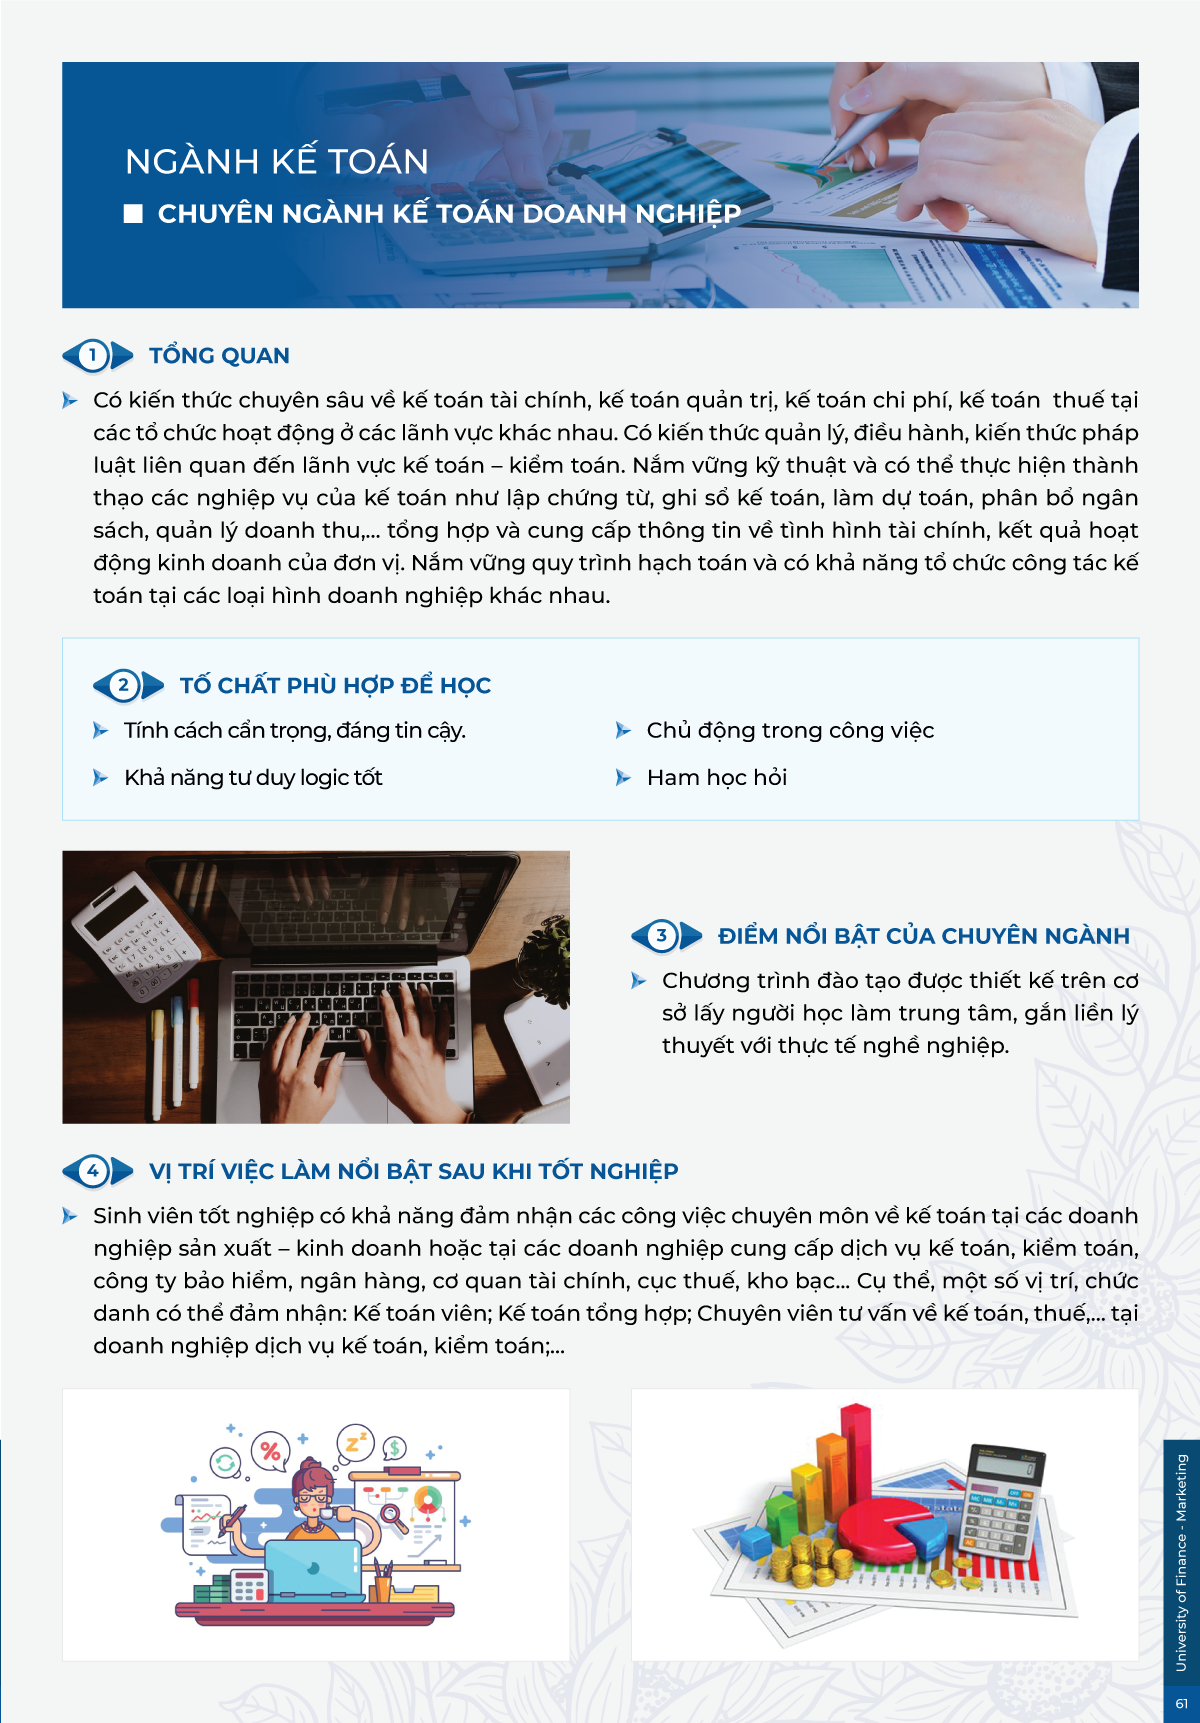 NGÀNH KẾ TOÁN
CHUYÊN NGÀNH KẾ TOÁN DOANH NGHIỆP
1 TỔNG QUAN
Có kiến thức chuyên sâu về kế toán tài chính, kế toán quản trị, kế toán chi phí, kế toán thuế tại
các tổ chức hoạt động ở các lãnh vực khác nhau. Có kiến thức quản lý, điều hành, kiến thức pháp
luật liên quan đến lãnh vực kế toán – kiểm toán. Nắm vững kỹ thuật và có thể thực hiện thành
thạo các nghiệp vụ của kế toán như lập chứng từ, ghi sổ kế toán, làm dự toán, phân bổ ngân
sách, quản lý doanh thu,... tổng hợp và cung cấp thông tin về tình hình tài chính, kết quả hoạt
động kinh doanh của đơn vị. Nắm vững quy trình hạch toán và có khả năng tổ chức công tác kế
toán tại các loại hình doanh nghiệp khác nhau.
2 TỐ CHẤT PHÙ HỢP ĐỂ HỌC
Tính cách cẩn trọng, đáng tin cậy.
Khả năng tư duy logic tốt
Chủ động trong công việc
Ham học hỏi
3 ĐIỂM NỔI BẬT CỦA CHUYÊN NGÀNH
Chương trình đào tạo được thiết kế trên cơ
sở lấy người học làm trung tâm, gắn liền lý
thuyết với thực tế nghề nghiệp.
4 VỊ TRÍ VIỆC LÀM NỔI BẬT SAU KHI TỐT NGHIỆP
Sinh viên tốt nghiệp có khả năng đảm nhận các công việc chuyên môn về kế toán tại các doanh
nghiệp sản xuất – kinh doanh hoặc tại các doanh nghiệp cung cấp dịch vụ kế toán, kiểm toán,
công ty bảo hiểm, ngân hàng, cơ quan tài chính, cục thuế, kho bạc... Cụ thể, một số vị trí, chức
danh có thể đảm nhận: Kế toán viên; Kế toán tổng hợp; Chuyên viên tư vấn về kế toán, thuế,... tại
doanh nghiệp dịch vụ kế toán, kiểm toán;...
University of Finance - Marketing
61